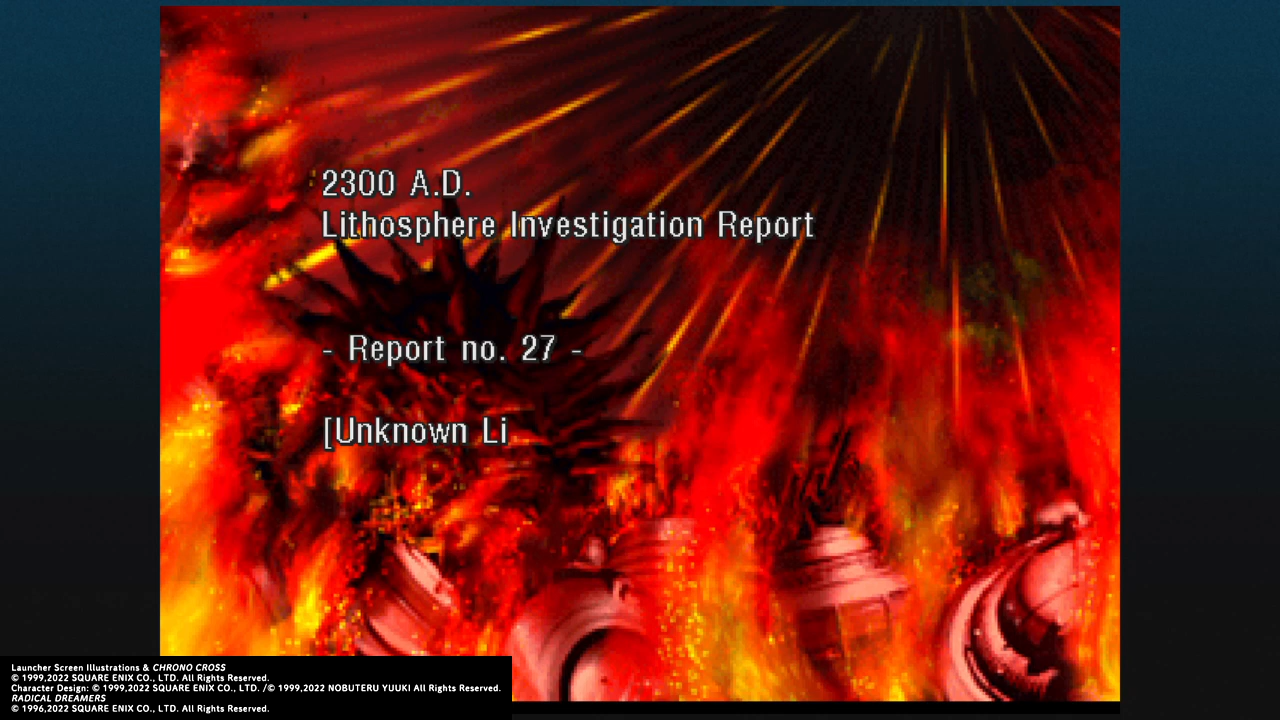 2300 A.D.
Lithosphere Investigation Report
- Report no. 27 -
[Unknown Li
Launcher Screen Illustrations & CHRONO CROSS
© 1999,2022 SQUARE ENIX CO., LTD. All Rights Reserved.
Character Design: © 1999,2022 SQUARE ENIX CO., LTD. /© 1999,2022 NOBUTERU YUUKI All Rights Reserved.
RADICAL DREAMERS
© 1996,2022 SQUARE ENIX CO., LTD. All Rights Reserved.